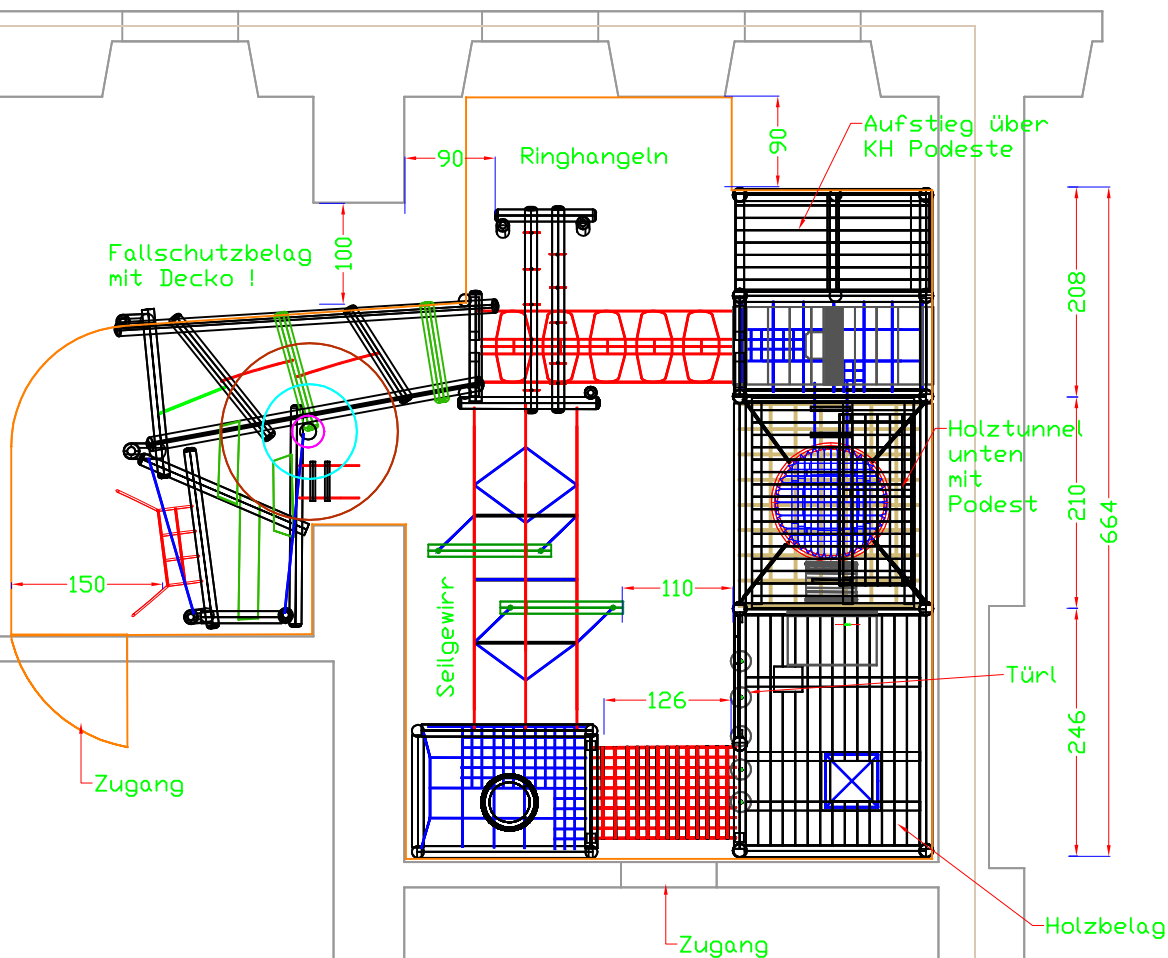 Aufstieg über
KH Podeste
90
90
Ringhangeln
100
Fallschutzbelag
mit Decko !
208
Holztunnel
unten
mit
Podest
210
664
150
110
Seilgewirr
126
Türl
246
Zugang
Holzbelag
Zugang